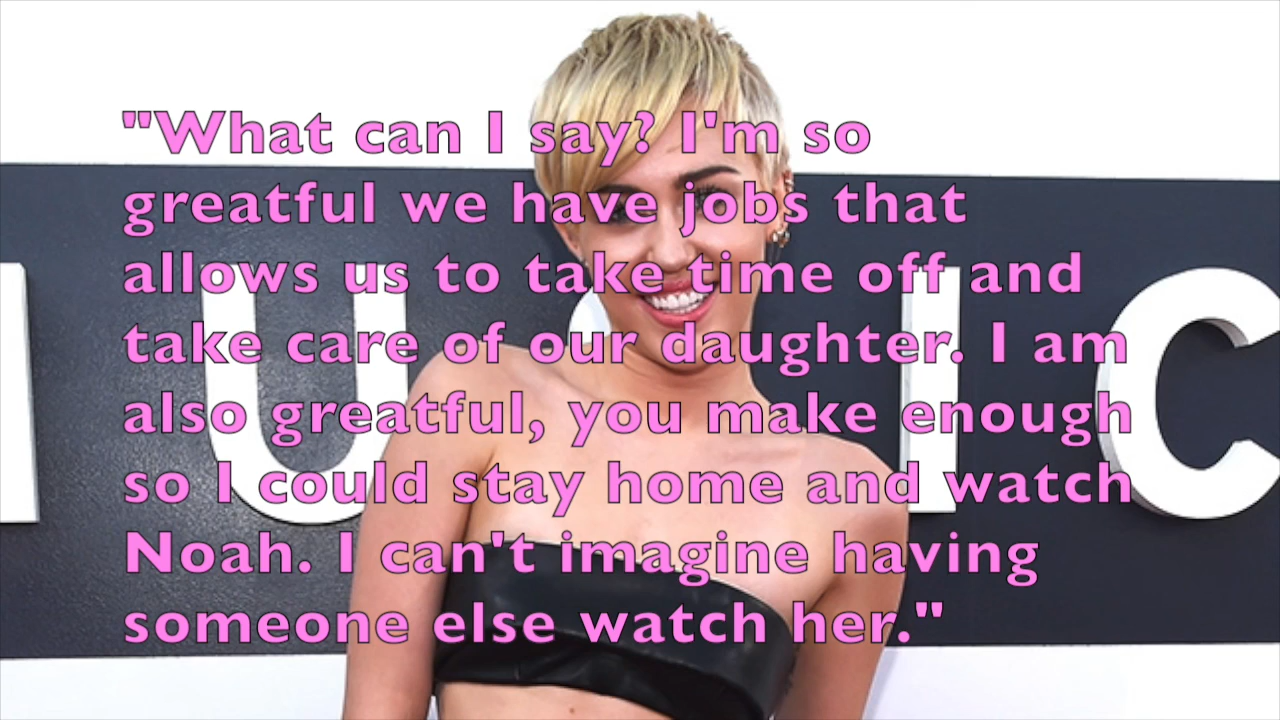 "What can I say? I'm so
greatful we have jobs that
allows us to take time off and
take care of our daughter. I am
also greatful, you make enough
so I could stay home and watch
Noah. I can't imagine having
someone else watch her."
U I C